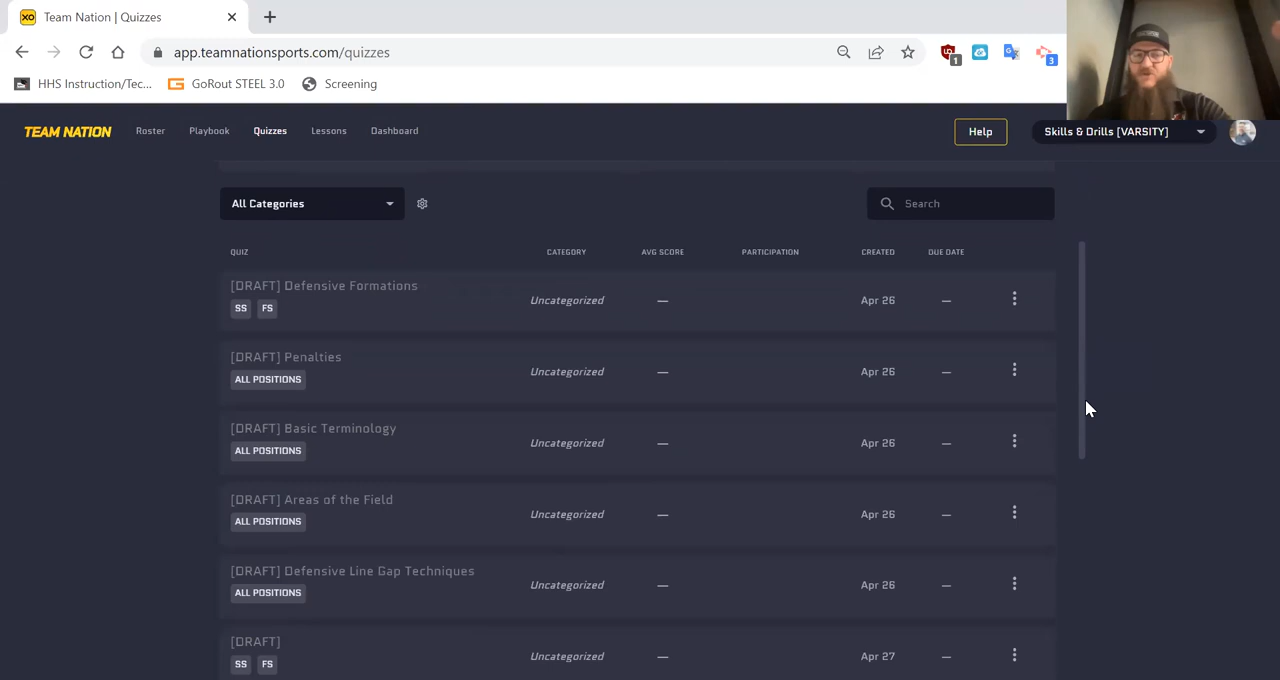 XO Team Nation | Quizzes
app.teamnationsports.com/quizzes
1
3
HHS Instruction/Tec... GoRout STEEL 3.0 Screening
TEAM NATION Roster Playbook Quizzes Lessons Dashboard Help Skills & Drills [VARSITY]
All Categories Search
QUIZ CATEGORY AVG SCORE PARTICIPATION CREATED DUE DATE
[DRAFT] Defensive Formations
SS FS
Uncategorized — Apr 26 —
[DRAFT] Penalties
ALL POSITIONS
Uncategorized — Apr 26 —
[DRAFT] Basic Terminology
ALL POSITIONS
Uncategorized — Apr 26 —
[DRAFT] Areas of the Field
ALL POSITIONS
Uncategorized — Apr 26 —
[DRAFT] Defensive Line Gap Techniques
ALL POSITIONS
Uncategorized — Apr 26 —
[DRAFT]
SS FS
Uncategorized — Apr 27 —